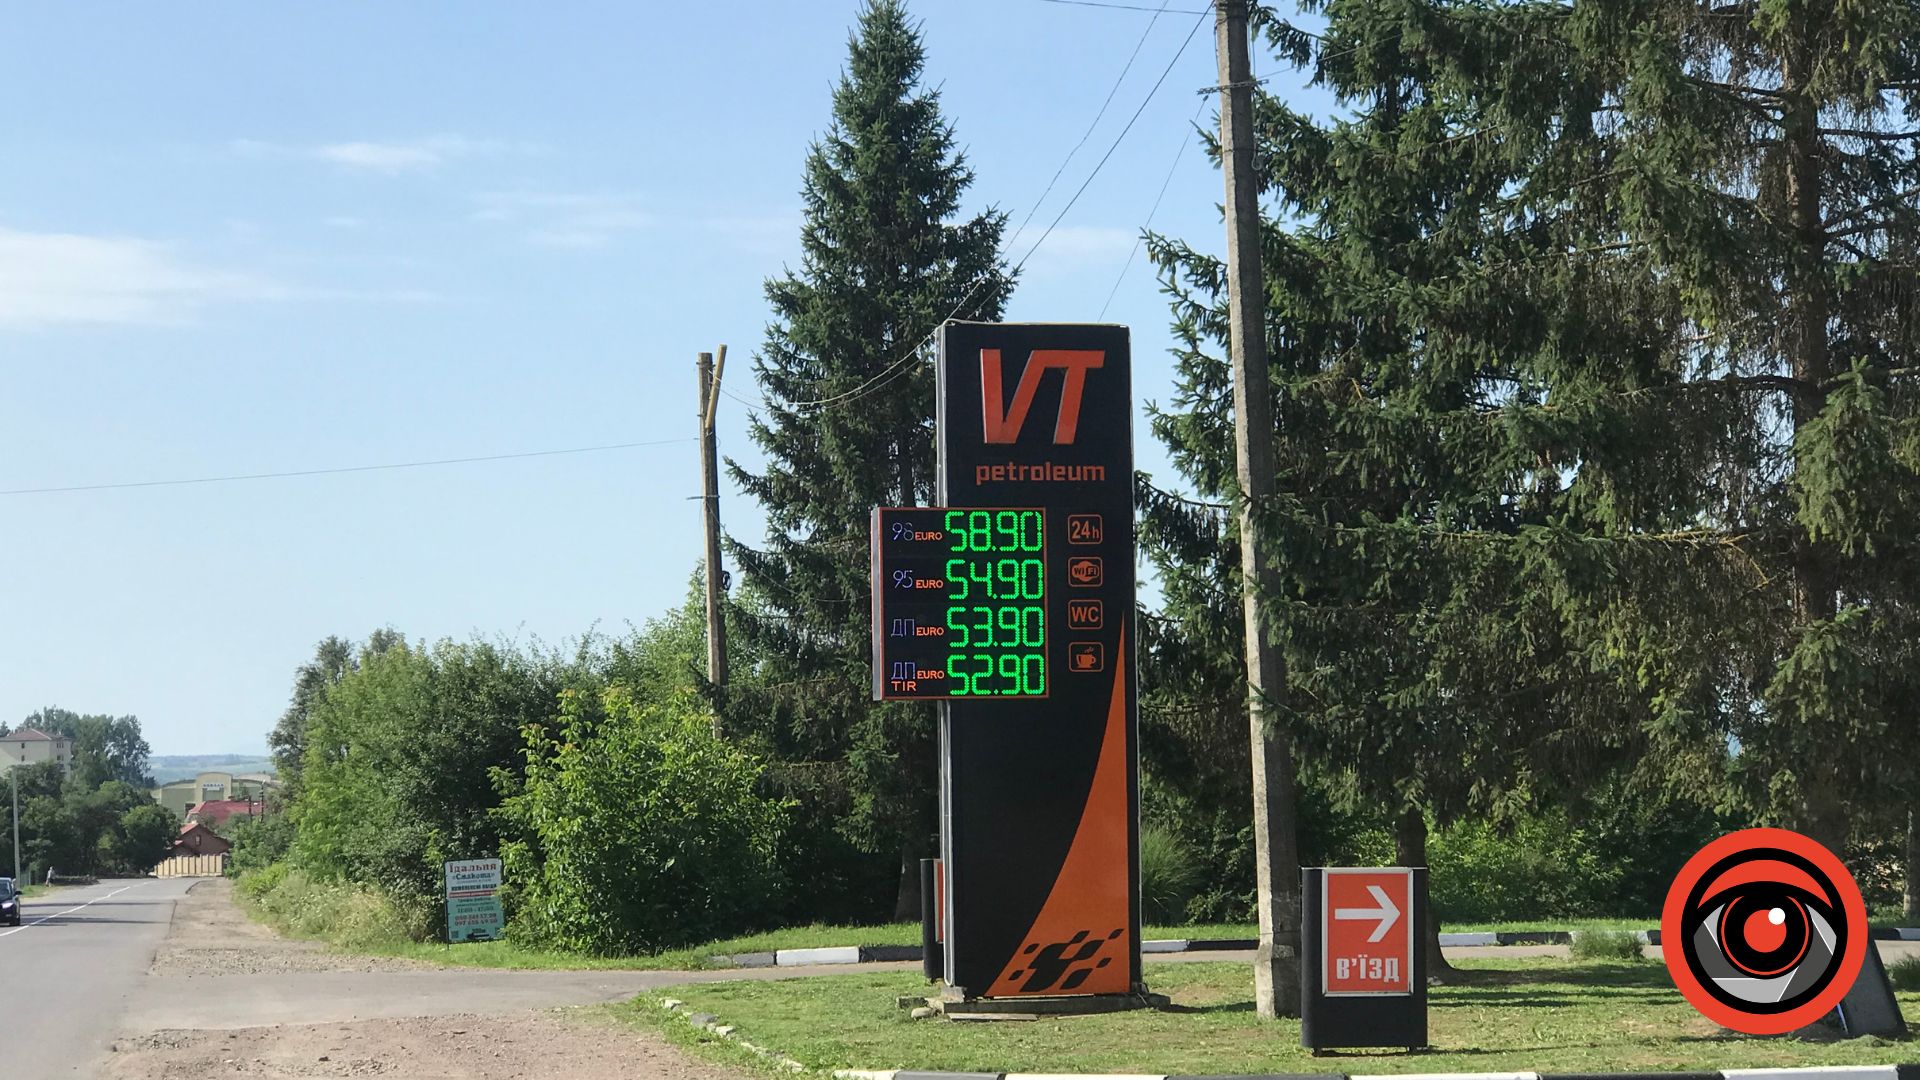 VT
petroleum
98 EURO 58.90
95 EURO 54.90
ДП EURO 53.90
ДП EURO 52.90
TIR
24h
WiFi
WC
Їдальня
«Смакота»
В'ЇЗД